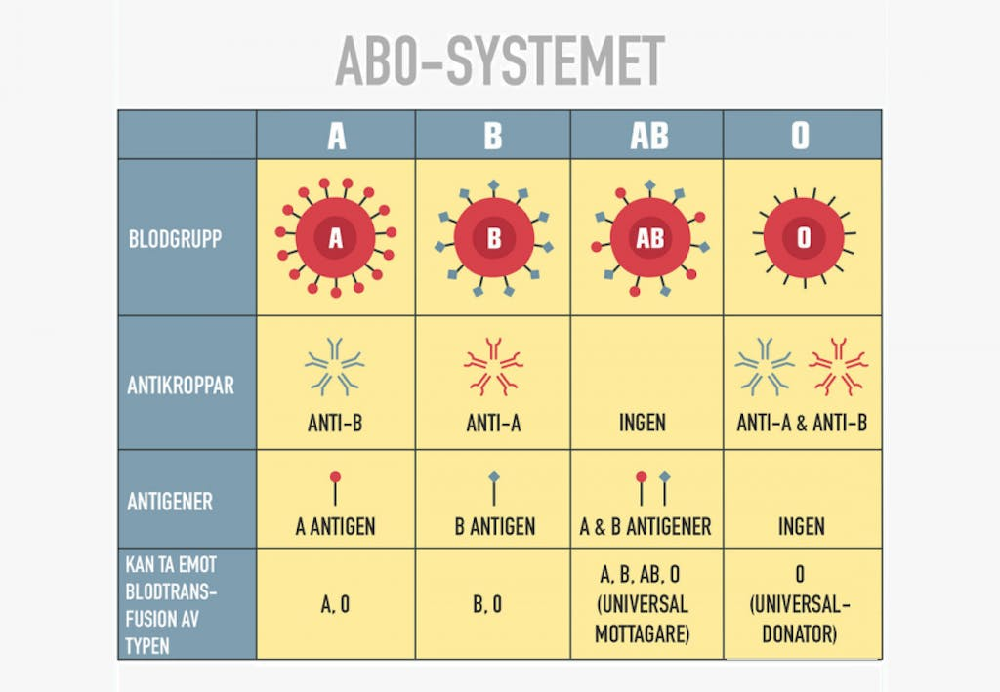 ABO-SYSTEMET
A B AB O
BLODGRUPP
A B AB O
ANTIKROPPAR
ANTI-B ANTI-A INGEN ANTI-A & ANTI-B
ANTIGENER
A ANTIGEN B ANTIGEN A & B ANTIGENER INGEN
KAN TA EMOT
BLODTRANS-
FUSION AV
TYPEN
A, O
B, O
A, B, AB, O
(UNIVERSAL
MOTTAGARE)
O
(UNIVERSAL-
DONATOR)